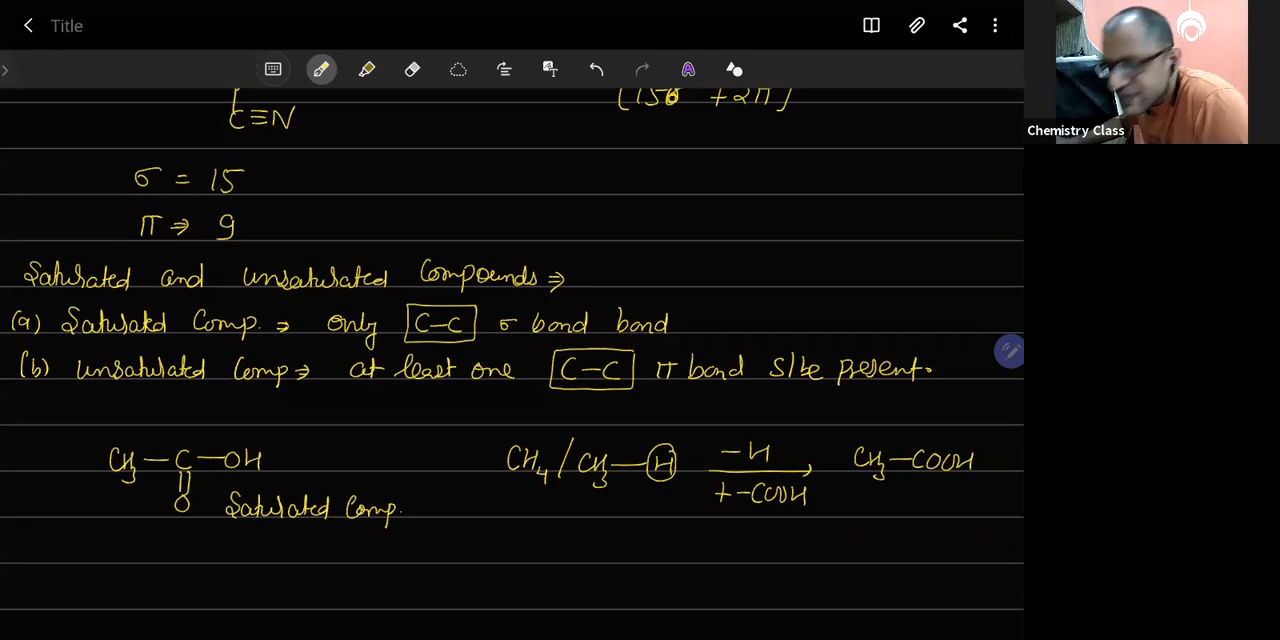 Title
C≡N
(15σ + 2π)
σ = 15
π ⇒ 9
Saturated and unsaturated compounds ⇒
(a) Saturated Comp. ⇒ only C–C σ bond bond
(b) unsaturated Comp ⇒ at least one C–C π bond s/be present.
CH3 – C – OH
O
Saturated Comp.
CH4 / CH3 – H
–H
+ –COOH
CH3 – COOH
Chemistry Class